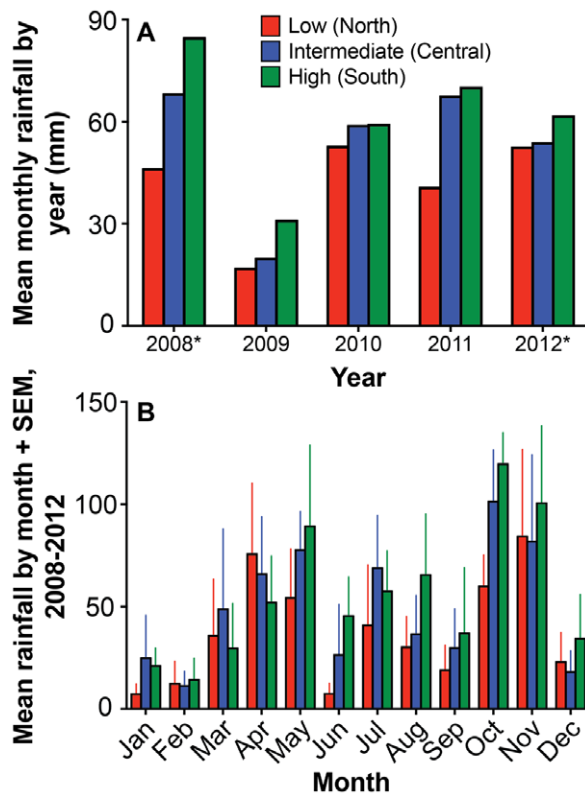 A
Low (North)
Intermediate (Central)
High (South)
Mean monthly rainfall by
year (mm)
90
60
30
0
2008* 2009 2010 2011 2012*
Year
B
Mean rainfall by month + SEM,
2008-2012
150
100
50
0
Jan Feb Mar Apr May Jun Jul Aug Sep Oct Nov Dec
Month